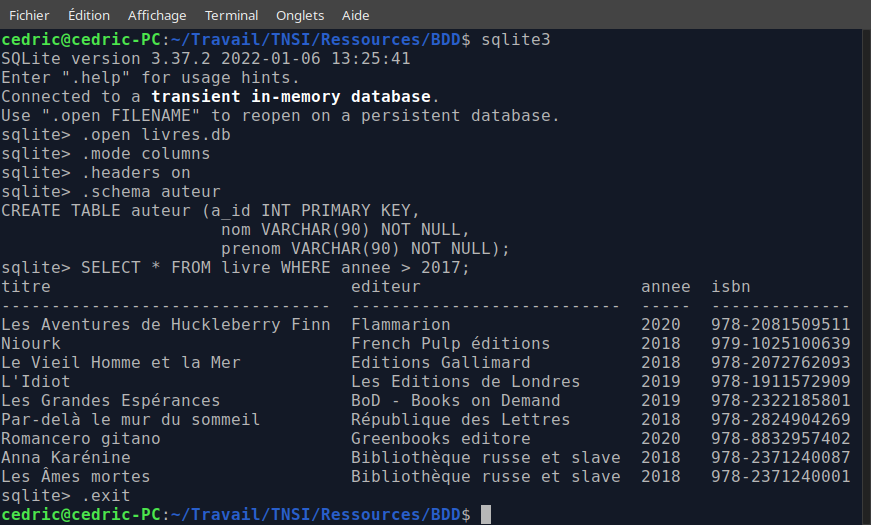 Fichier Édition Affichage Terminal Onglets Aide
cedric@cedric-PC:~/Travail/TNSI/Ressources/BDD$ sqlite3
SQLite version 3.37.2 2022-01-06 13:25:41
Enter ".help" for usage hints.
Connected to a transient in-memory database.
Use ".open FILENAME" to reopen on a persistent database.
sqlite> .open livres.db
sqlite> .mode columns
sqlite> .headers on
sqlite> .schema auteur
CREATE TABLE auteur (a_id INT PRIMARY KEY,
                      nom VARCHAR(90) NOT NULL,
                      prenom VARCHAR(90) NOT NULL);
sqlite> SELECT * FROM livre WHERE annee > 2017;
titre                              editeur                      annee  isbn
---------------------------------  ---------------------------  -----  --------------
Les Aventures de Huckleberry Finn  Flammarion                   2020   978-2081509511
Niourk                             French Pulp éditions         2018   979-1025100639
Le Vieil Homme et la Mer           Editions Gallimard           2018   978-2072762093
L'Idiot                            Les Editions de Londres      2019   978-1911572909
Les Grandes Espérances             BoD - Books on Demand        2019   978-2322185801
Par-delà le mur du sommeil         République des Lettres       2018   978-2824904269
Romancero gitano                   Greenbooks editore           2020   978-8832957402
Anna Karénine                      Bibliothèque russe et slave  2018   978-2371240087
Les Âmes mortes                    Bibliothèque russe et slave  2018   978-2371240001
sqlite> .exit
cedric@cedric-PC:~/Travail/TNSI/Ressources/BDD$